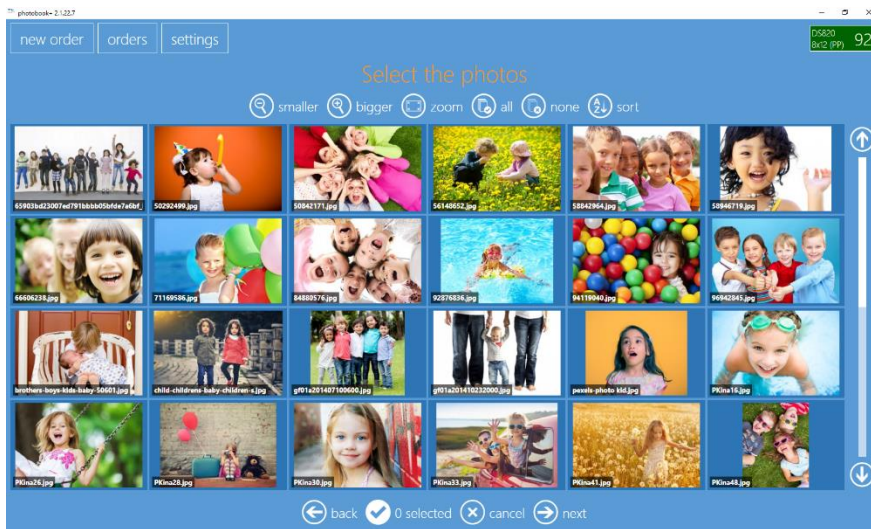 photobook+ 2.1.22.7
new order orders settings
DS820
8x12 (PP) 92
Select the photos
smaller bigger zoom all none sort
65903bd23007ed791bbbb05bfde7a6bf_
50292499.jpg
50842171.jpg
56148652.jpg
58842964.jpg
58946719.jpg
66606238.jpg
71169586.jpg
84880576.jpg
92876836.jpg
94119040.jpg
96942845.jpg
brothers-boys-kids-baby-50601.jpg
child-childrens-baby-children-s.jpg
gf01a201407100600.jpg
gf01a201410232000.jpg
pexels-photo kid.jpg
PKina16.jpg
PKina26.jpg
PKina28.jpg
PKina30.jpg
PKina33.jpg
PKina41.jpg
PKina48.jpg
back 0 selected cancel next